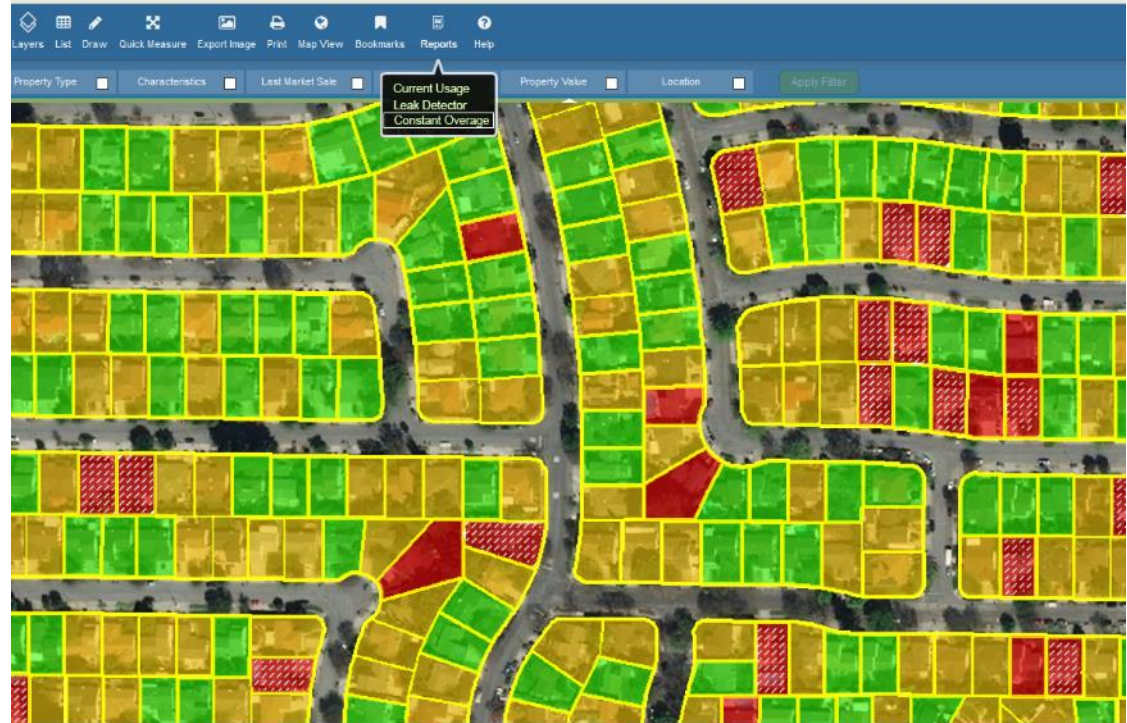 Layers List Draw Quick Measure Export Image Print Map View Bookmarks Reports Help
Property Type Characteristics Last Market Sale Property Value Location Apply Filter
Current Usage
Leak Detector
Constant Overage